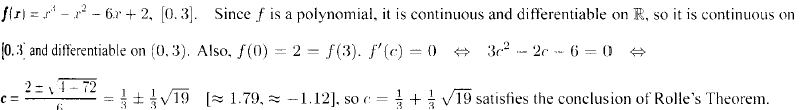 f(x) = x³ − x² − 6x + 2, [0.3]. Since f is a polynomial, it is continuous and differentiable on ℝ, so it is continuous on
[0.3] and differentiable on (0, 3). Also, f(0) = 2 = f(3). f′(c) = 0 ⇔ 3c² − 2c − 6 = 0 ⇔
c = (2 ± √(4 − 72))/6 = 1/3 ± 1/3 √19 [≈ 1.79, ≈ −1.12], so c = 1/3 + 1/3 √19 satisfies the conclusion of Rolle's Theorem.